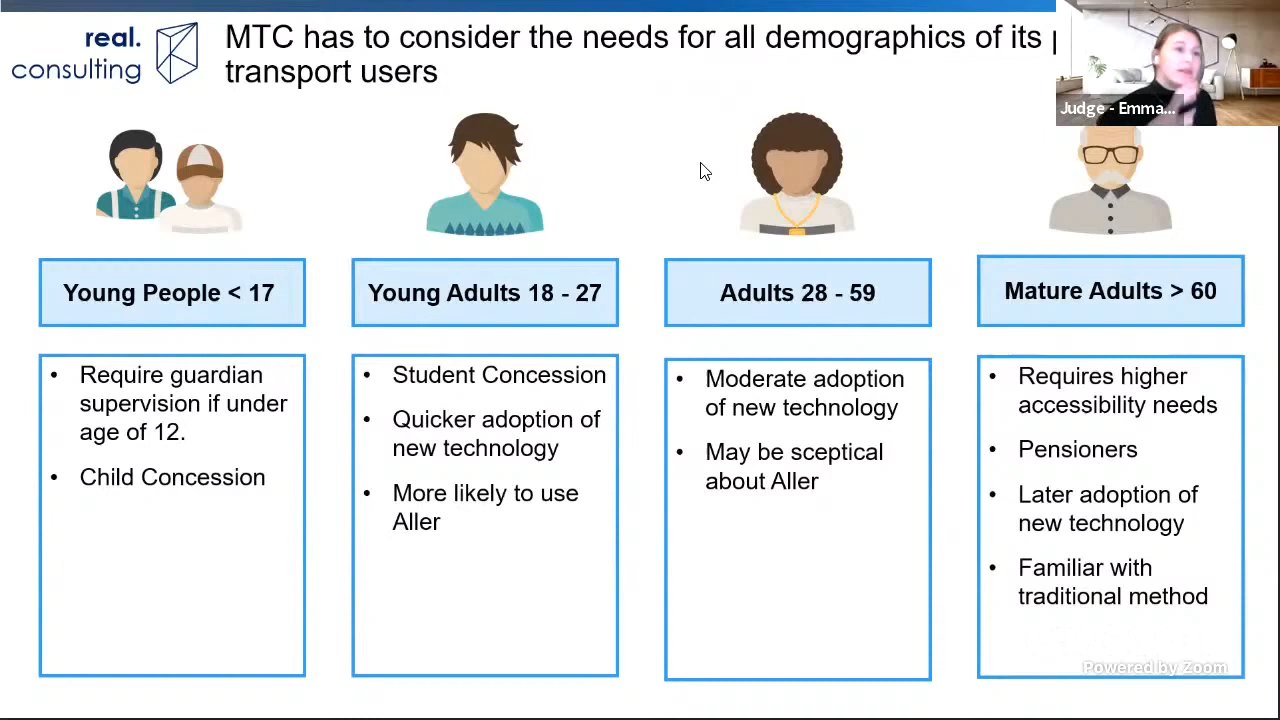 real.
consulting
MTC has to consider the needs for all demographics of its
transport users
Judge - Emma...
Young People < 17
Young Adults 18 - 27
Adults 28 - 59
Mature Adults > 60
• Require guardian
supervision if under
age of 12.
• Child Concession
• Student Concession
• Quicker adoption of
new technology
• More likely to use
Aller
• Moderate adoption
of new technology
• May be sceptical
about Aller
• Requires higher
accessibility needs
• Pensioners
• Later adoption of
new technology
• Familiar with
traditional method
Powered by Zoom